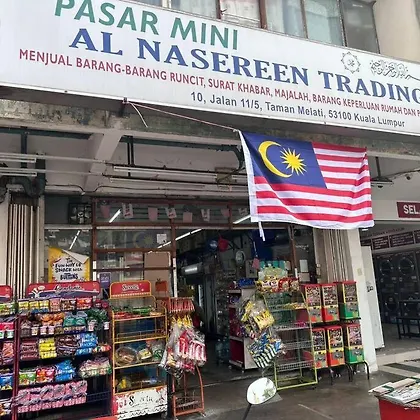 PASAR MINI
AL NASEREEN TRADING
MENJUAL BARANG-BARANG RUNCIT, SURAT KHABAR, MAJALAH, BARANG KEPERLUAN RUMAH DAN
10, Jalan 11/5, Taman Melati, 53100 Kuala Lumpur
SEL